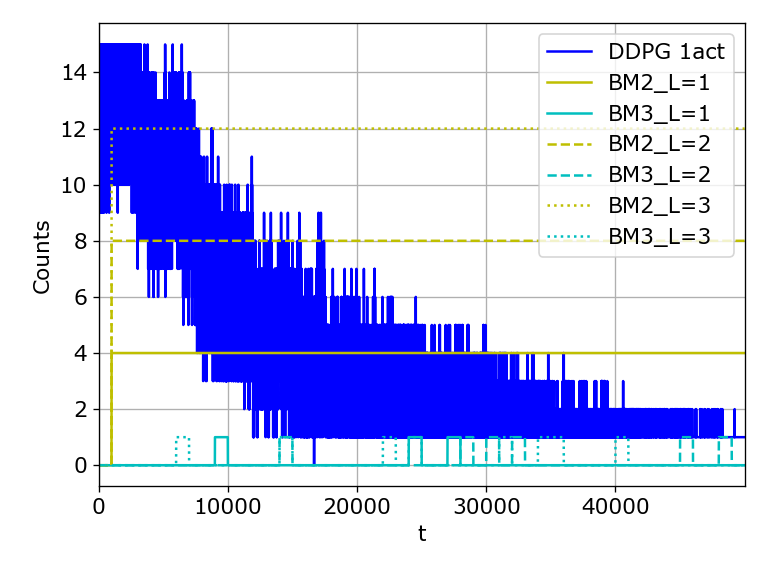 14
12
10
8
6
4
2
0
Counts
0 10000 20000 30000 40000
t
DDPG 1act
BM2_L=1
BM3_L=1
BM2_L=2
BM3_L=2
BM2_L=3
BM3_L=3